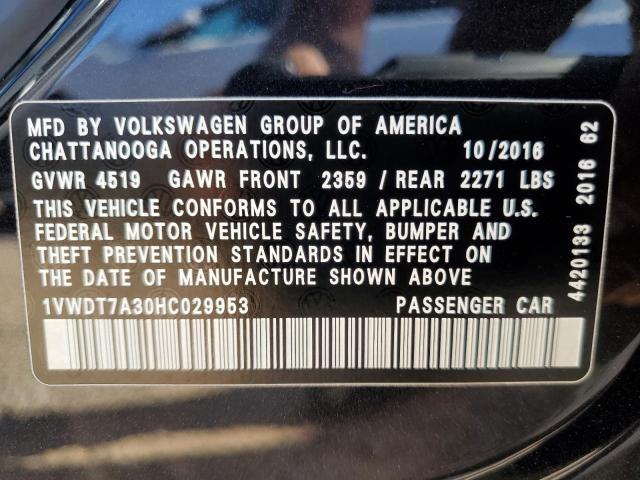 MFD BY VOLKSWAGEN GROUP OF AMERICA
CHATTANOOGA OPERATIONS, LLC. 10/2016
GVWR 4519 GAWR FRONT 2359 / REAR 2271 LBS
THIS VEHICLE CONFORMS TO ALL APPLICABLE U.S.
FEDERAL MOTOR VEHICLE SAFETY, BUMPER AND
THEFT PREVENTION STANDARDS IN EFFECT ON
THE DATE OF MANUFACTURE SHOWN ABOVE
1VWDT7A30HC029953 PASSENGER CAR
4420133 2016 62